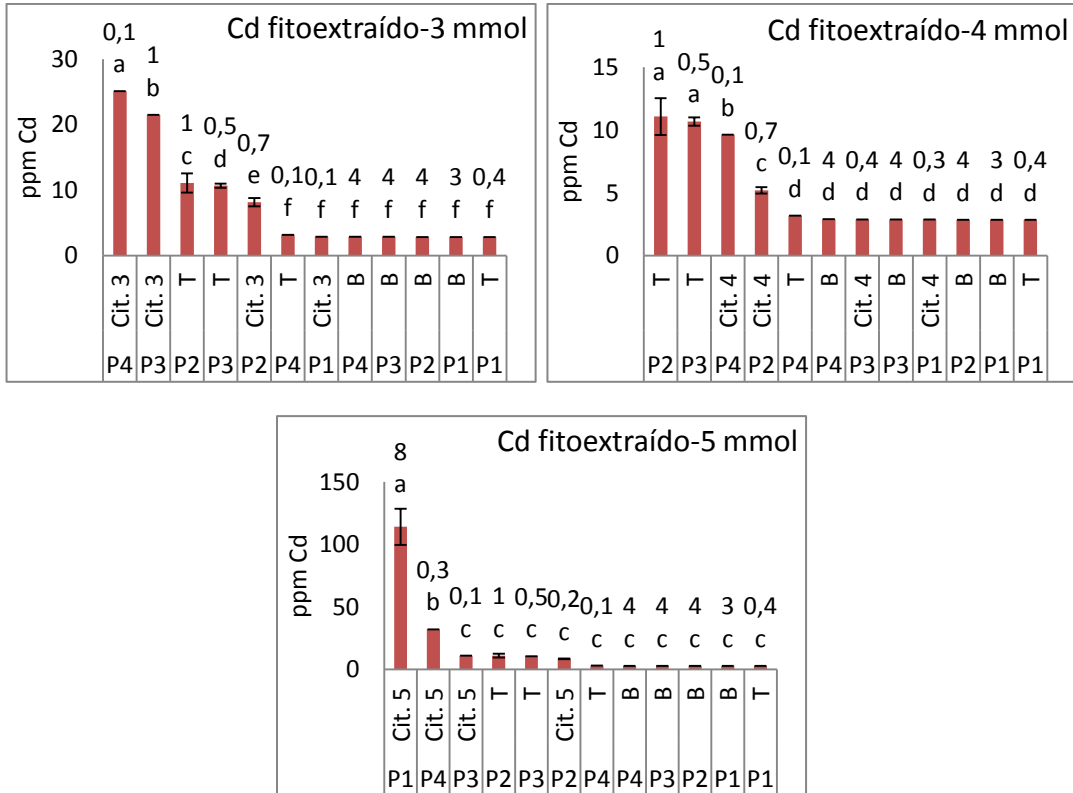 Cd fitoextraído-3 mmol
0,1 1 1 0,5 0,7 0,1 0,1 4 4 4 3 0,4
a b c d e f f f f f f f
30
20
10
0
ppm Cd
Cit. 3 Cit. 3 T T Cit. 3 T Cit. 3 B B B B T
P4 P3 P2 P3 P2 P4 P1 P4 P3 P2 P1 P1
Cd fitoextraído-4 mmol
1 0,5 0,1 0,7 0,1 4 0,4 4 0,3 4 3 0,4
a a b c d d d d d d d d
15
10
5
0
ppm Cd
T T Cit. 4 Cit. 4 T B Cit. 4 B Cit. 4 B B T
P2 P3 P4 P2 P4 P4 P3 P3 P1 P2 P1 P1
Cd fitoextraído-5 mmol
8 0,3 0,1 1 0,5 0,2 0,1 4 4 4 3 0,4
a b c c c c c c c c c c
150
100
50
0
ppm Cd
Cit. 5 Cit. 5 Cit. 5 T T Cit. 5 T B B B B T
P1 P4 P3 P2 P3 P2 P4 P4 P3 P2 P1 P1